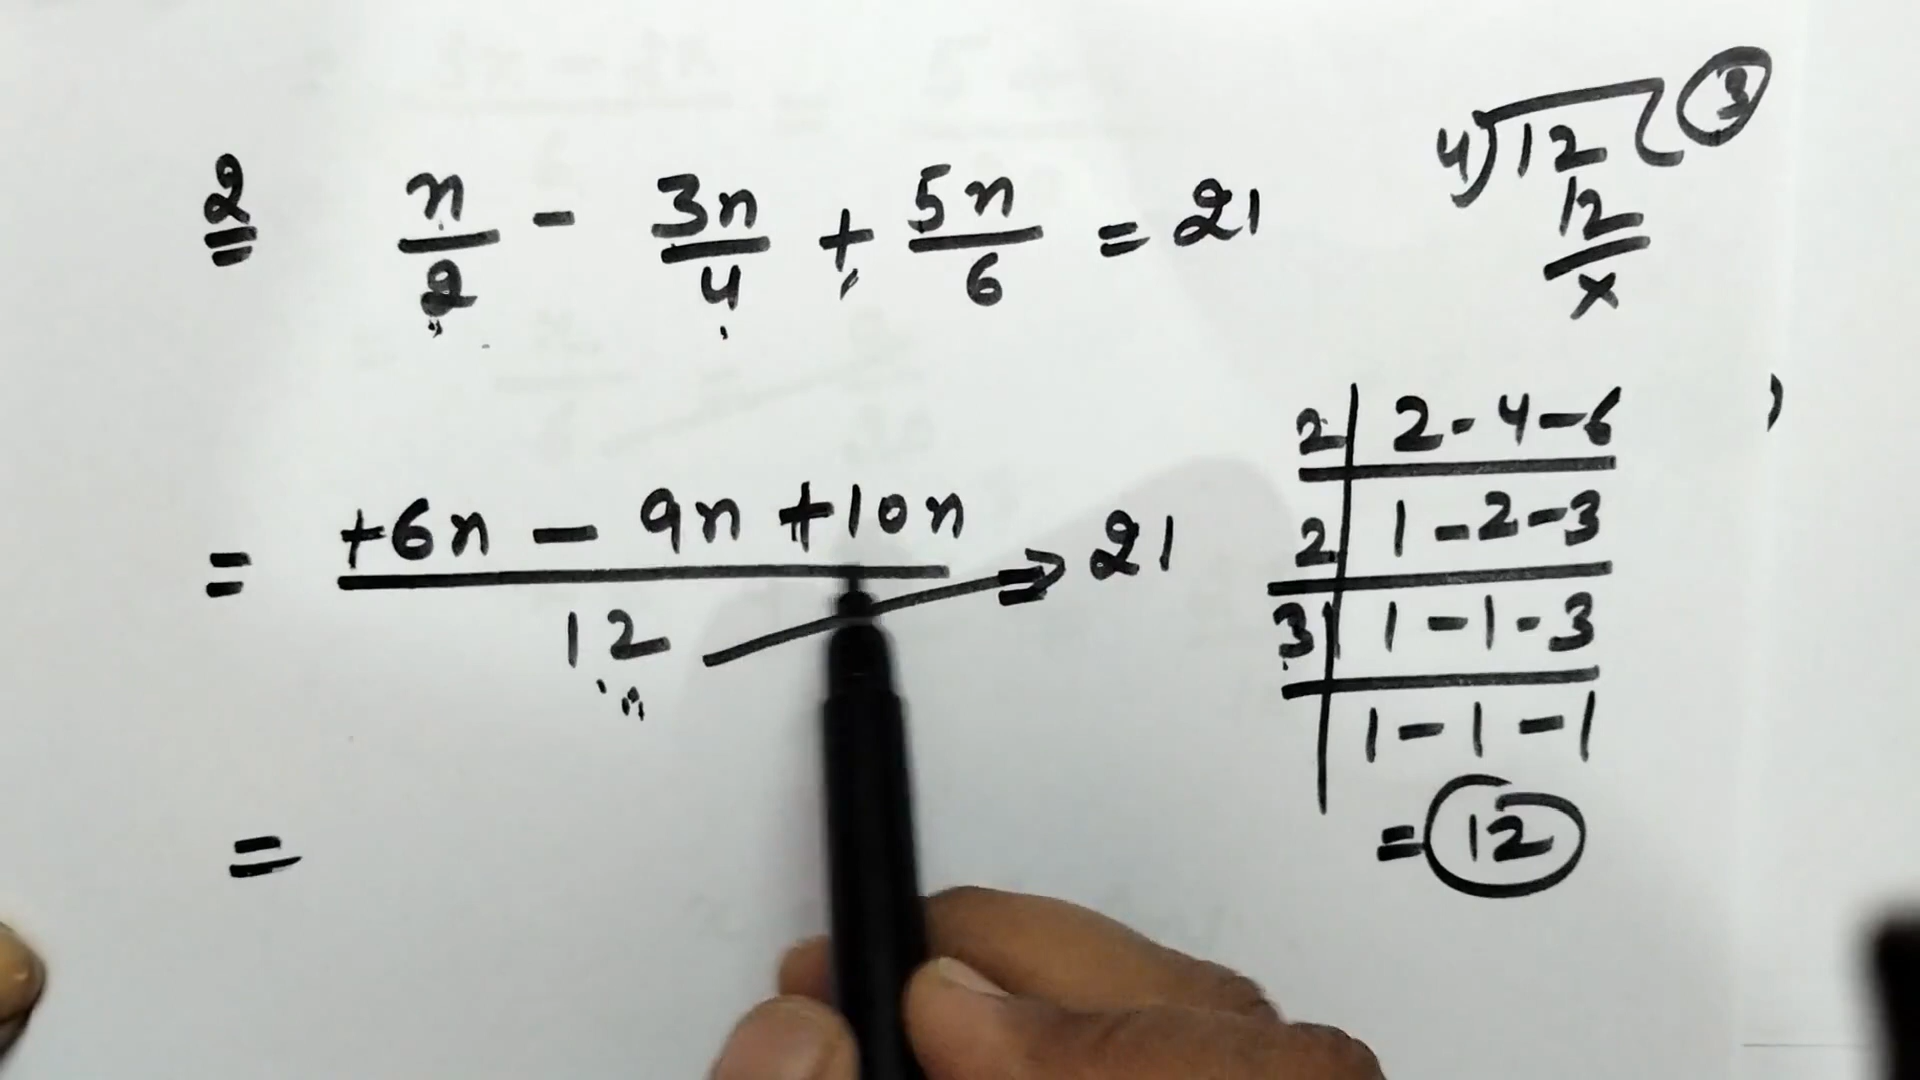 2 n/2 - 3n/4 + 5n/6 = 21
= +6n - 9n + 10n / 12 = 21
=
4)12(3
12
x
2| 2-4-6
2| 1-2-3
3| 1-1-3
| 1-1-1
= 12